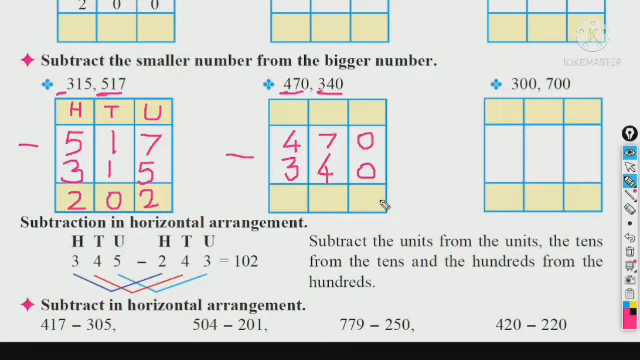 2 0 0
Subtract the smaller number from the bigger number.
315, 517
470, 340
300, 700
H T U
5 1 7
- 3 1 5
2 0 2
4 7 0
- 3 4 0
Subtraction in horizontal arrangement.
H T U H T U
3 4 5 - 2 4 3 = 102
Subtract the units from the units, the tens
from the tens and the hundreds from the
hundreds.
Subtract in horizontal arrangement.
417 - 305, 504 - 201, 779 - 250, 420 - 220
K
KINEMASTER